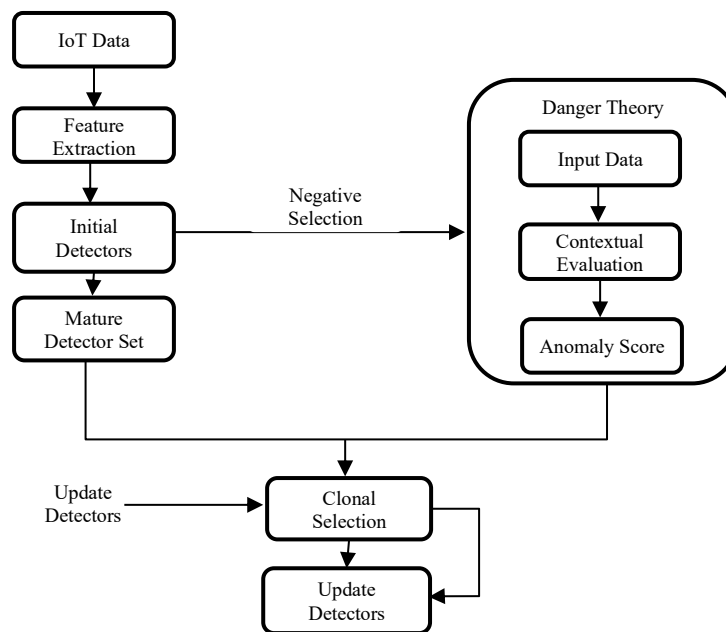 IoT Data
Feature
Extraction
Initial
Detectors
Mature
Detector Set
Negative
Selection
Danger Theory
Input Data
Contextual
Evaluation
Anomaly Score
Update
Detectors
Clonal
Selection
Update
Detectors